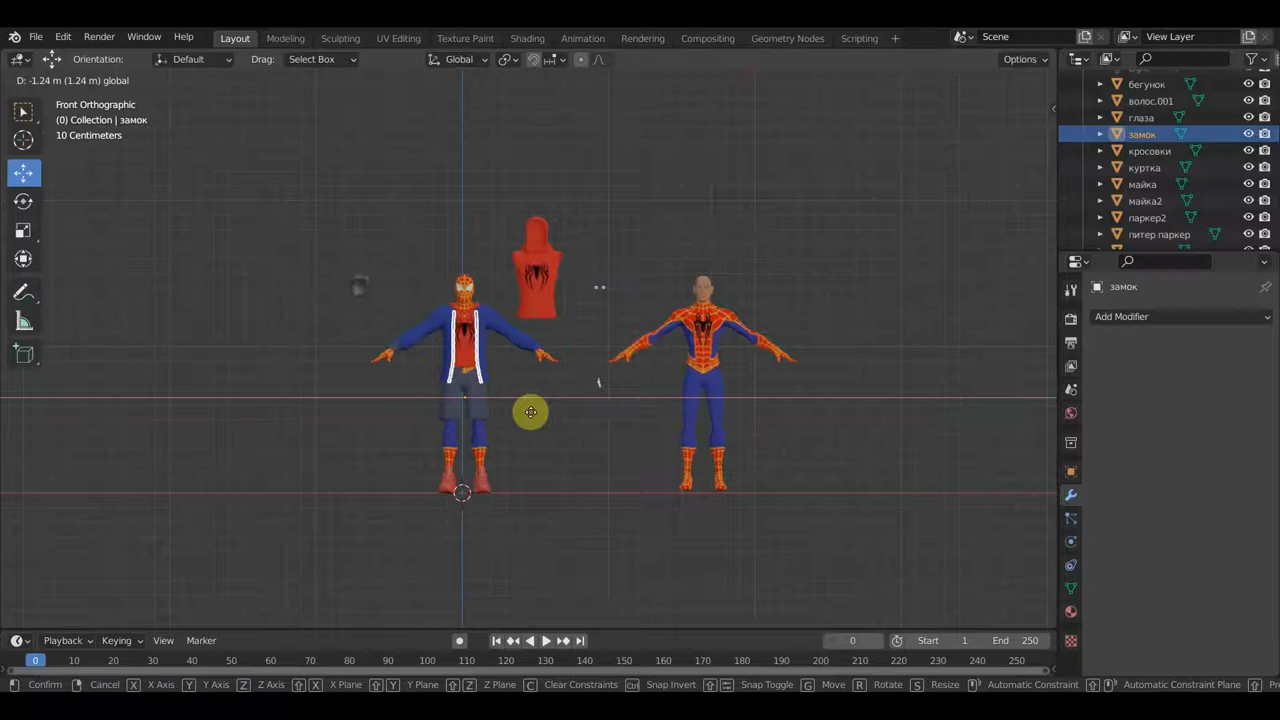 File Edit Render Window Help Layout Modeling Sculpting UV Editing Texture Paint Shading Animation Rendering Compositing Geometry Nodes Scripting + Scene View Layer
Orientation: Default Drag: Select Box Global Options
D: -1.24 m (1.24 m) global
Front Orthographic
(0) Collection | замок
10 Centimeters
бегунок
волос.001
глаза
замок
кросовки
куртка
майка
майка2
паркер2
питер паркер
замок
Add Modifier
Playback Keying View Marker 0 Start 1 End 250
0 10 20 30 40 50 60 70 80 90 100 110 120 130 140 150 160 170 180 190 200 210 220 230 240 250
Confirm Cancel X X Axis Y Y Axis Z Z Axis X X Plane Y Y Plane Z Z Plane C Clear Constraints Ctrl Snap Invert Snap Toggle G Move R Rotate S Resize Automatic Constraint Automatic Constraint Plane